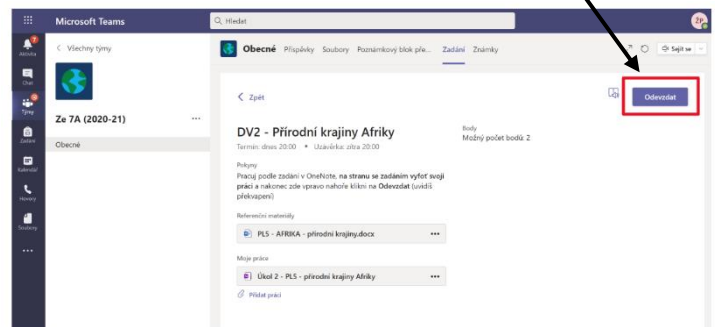 Microsoft Teams
Hledat
ŽP
Aktivita
Chat
Týmy
Zadání
Kalendář
Hovory
Soubory
Všechny týmy
Ze 7A (2020-21)
Obecné
Obecné Příspěvky Soubory Poznámkový blok pře... Zadání Známky
Sejít se
Zpět
Odevzdat
DV2 - Přírodní krajiny Afriky
Termín: dnes 20:00 • Uzávěrka: zítra 20:00
Body
Možný počet bodů: 2
Pokyny
Pracuj podle zadání v OneNote, na stranu se zadáním vyfoť svoji
práci a nakonec zde vpravo nahoře klikni na Odevzdat (uvidíš
překvapení)
Referenční materiály
PL5 - AFRIKA - přírodní krajiny.docx
Moje práce
Úkol 2 - PL5 - přírodní krajiny Afriky
Přidat práci